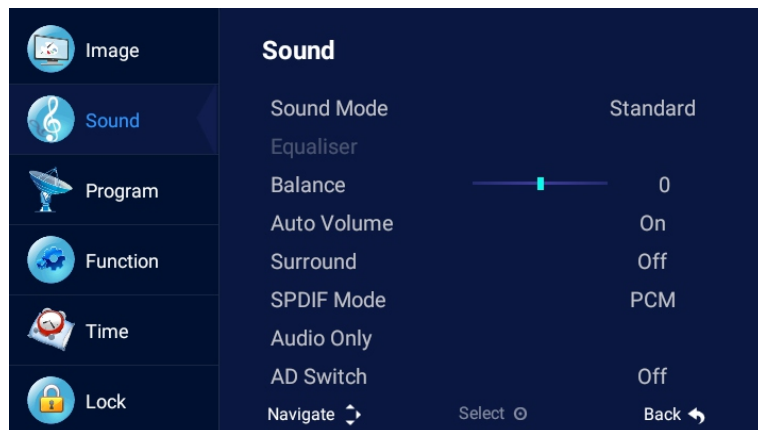 Image
Sound
Program
Function
Time
Lock
Sound
Sound Mode Standard
Equaliser
Balance 0
Auto Volume On
Surround Off
SPDIF Mode PCM
Audio Only
AD Switch Off
Navigate Select Back